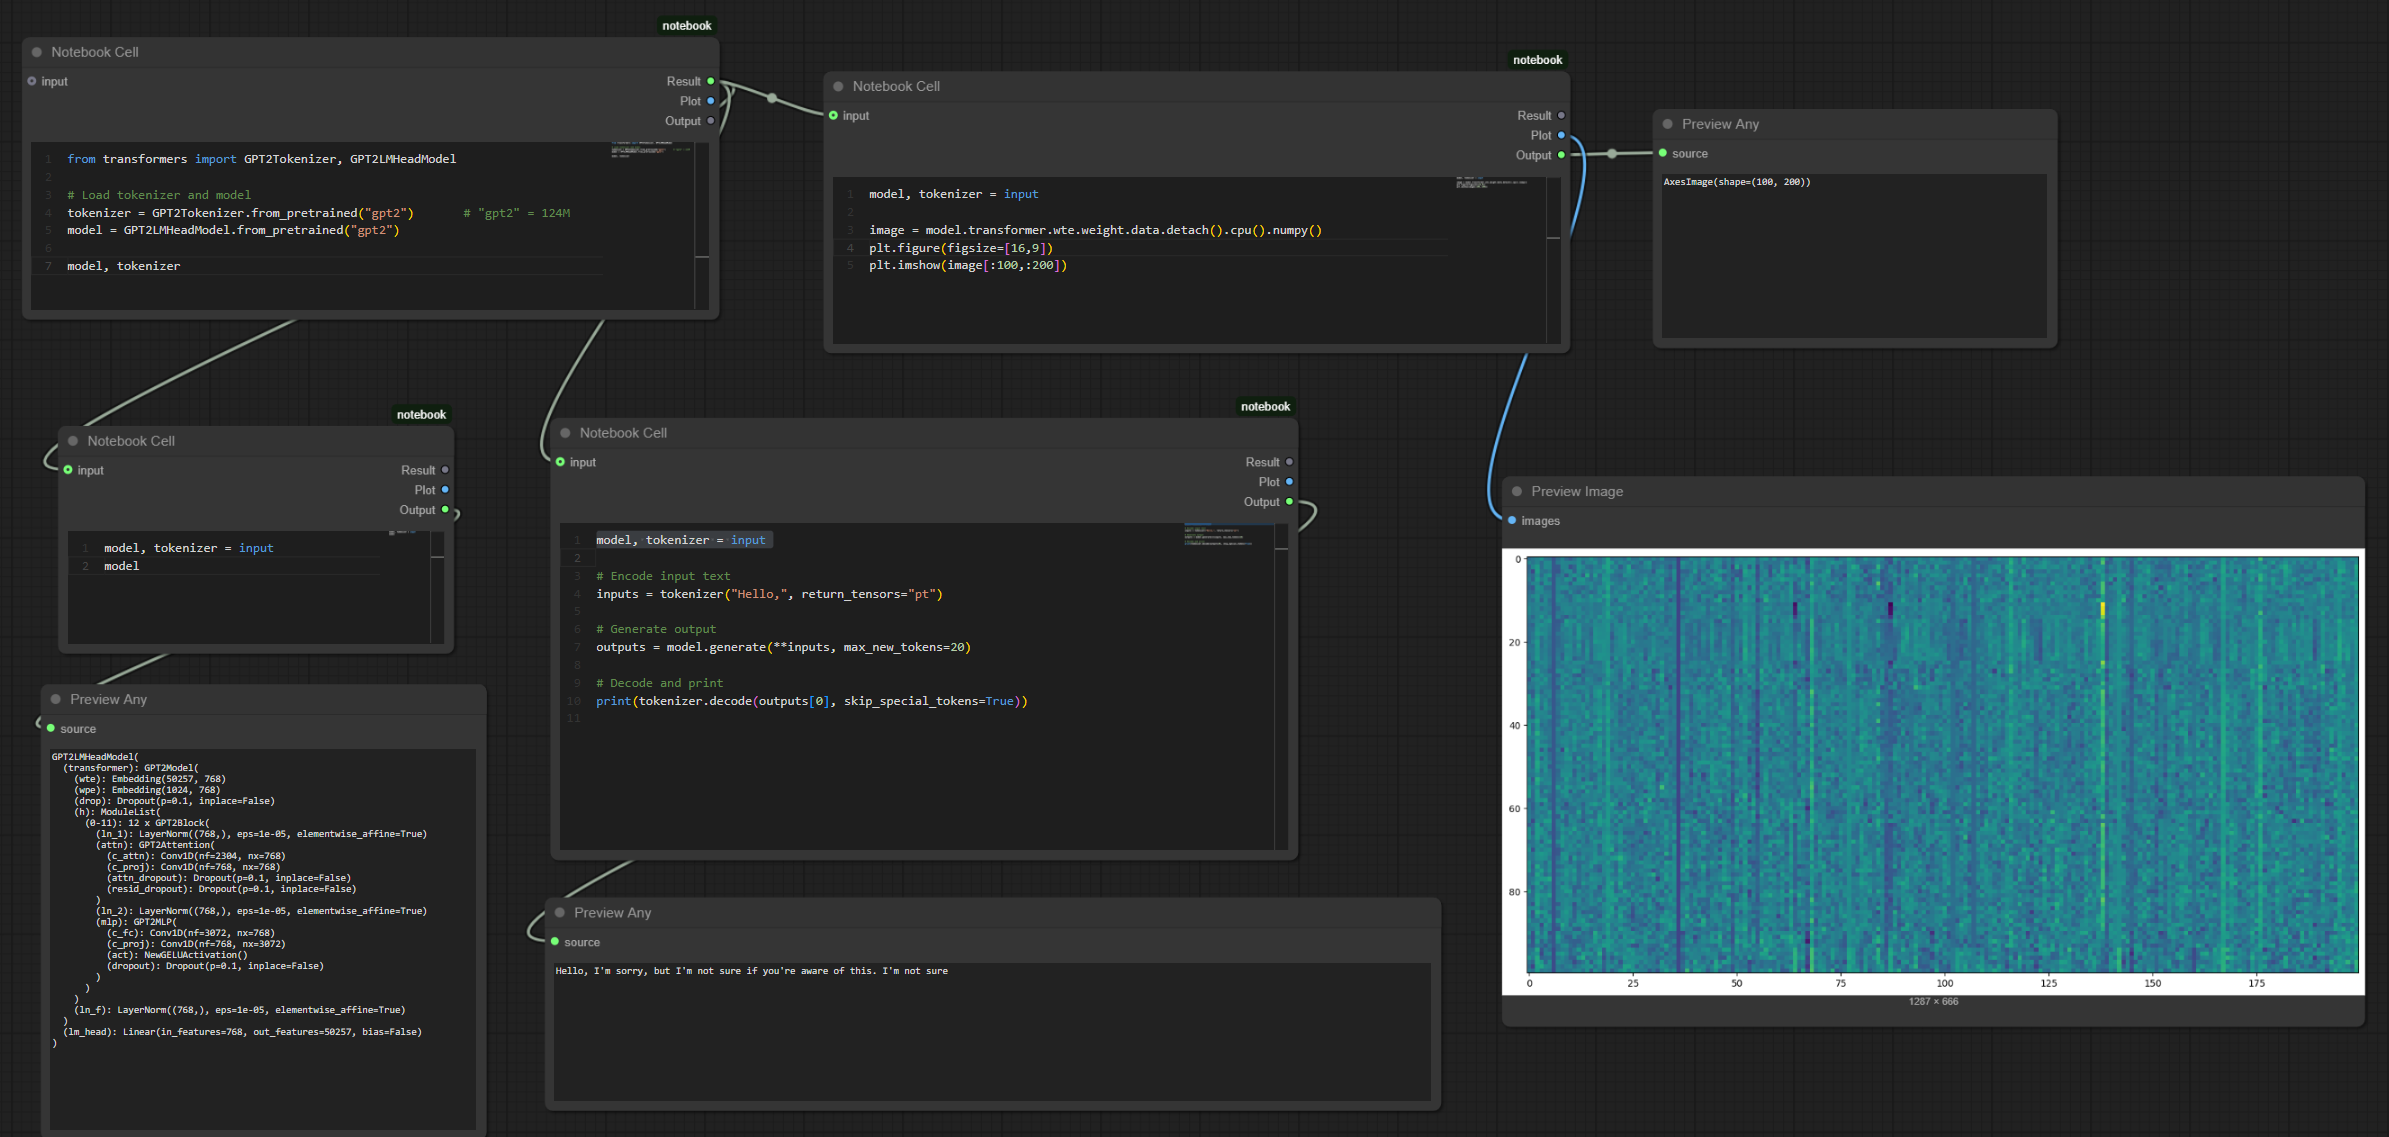 notebook
Notebook Cell
input
Result
Plot
Output
1 from transformers import GPT2Tokenizer, GPT2LMHeadModel
2
3 # Load tokenizer and model
4 tokenizer = GPT2Tokenizer.from_pretrained("gpt2")       # "gpt2" = 124M
5 model = GPT2LMHeadModel.from_pretrained("gpt2")
6
7 model, tokenizer
notebook
Notebook Cell
input
Result
Plot
Output
1 model, tokenizer = input
2
3 image = model.transformer.wte.weight.data.detach().cpu().numpy()
4 plt.figure(figsize=[16,9])
5 plt.imshow(image[:100,:200])
Preview Any
source
AxesImage(shape=(100, 200))
notebook
Notebook Cell
input
Result
Plot
Output
1 model, tokenizer = input
2 model
notebook
Notebook Cell
input
Result
Plot
Output
1 model, tokenizer = input
2
3 # Encode input text
4 inputs = tokenizer("Hello,", return_tensors="pt")
5
6 # Generate output
7 outputs = model.generate(**inputs, max_new_tokens=20)
8
9 # Decode and print
10 print(tokenizer.decode(outputs[0], skip_special_tokens=True))
11
Preview Image
images
0
20
40
60
80
0 25 50 75 100 125 150 175
1287 × 666
Preview Any
source
GPT2LMHeadModel(
  (transformer): GPT2Model(
    (wte): Embedding(50257, 768)
    (wpe): Embedding(1024, 768)
    (drop): Dropout(p=0.1, inplace=False)
    (h): ModuleList(
      (0-11): 12 x GPT2Block(
        (ln_1): LayerNorm((768,), eps=1e-05, elementwise_affine=True)
        (attn): GPT2Attention(
          (c_attn): Conv1D(nf=2304, nx=768)
          (c_proj): Conv1D(nf=768, nx=768)
          (attn_dropout): Dropout(p=0.1, inplace=False)
          (resid_dropout): Dropout(p=0.1, inplace=False)
        )
        (ln_2): LayerNorm((768,), eps=1e-05, elementwise_affine=True)
        (mlp): GPT2MLP(
          (c_fc): Conv1D(nf=3072, nx=768)
          (c_proj): Conv1D(nf=768, nx=3072)
          (act): NewGELUActivation()
          (dropout): Dropout(p=0.1, inplace=False)
        )
      )
    )
    (ln_f): LayerNorm((768,), eps=1e-05, elementwise_affine=True)
  )
  (lm_head): Linear(in_features=768, out_features=50257, bias=False)
)
Preview Any
source
Hello, I'm sorry, but I'm not sure if you're aware of this. I'm not sure